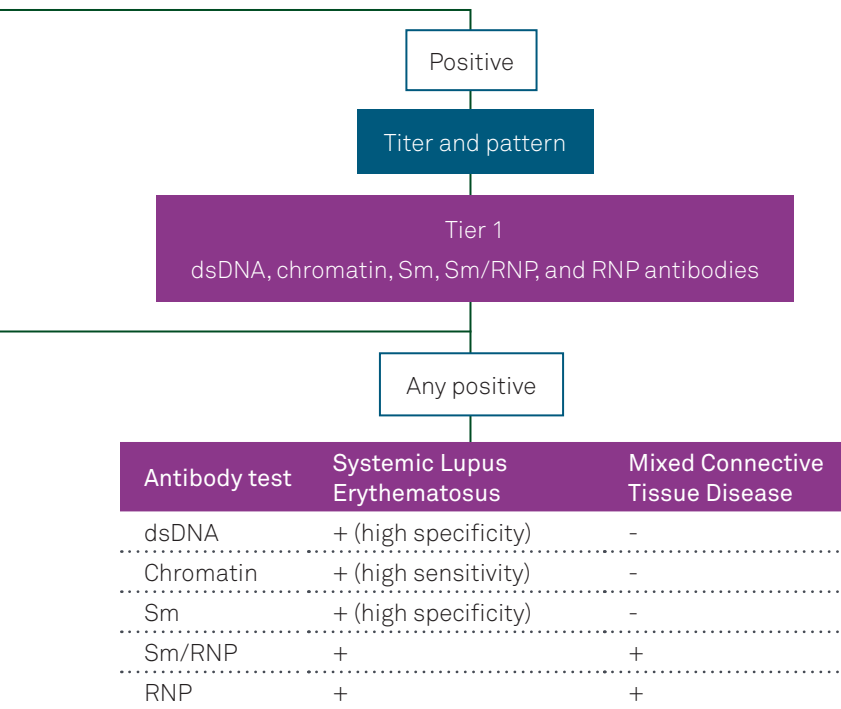 Positive
Titer and pattern
Tier 1
dsDNA, chromatin, Sm, Sm/RNP, and RNP antibodies
Any positive
Antibody test Systemic Lupus Erythematosus Mixed Connective Tissue Disease
dsDNA + (high specificity) -
Chromatin + (high sensitivity) -
Sm + (high specificity) -
Sm/RNP + +
RNP + +